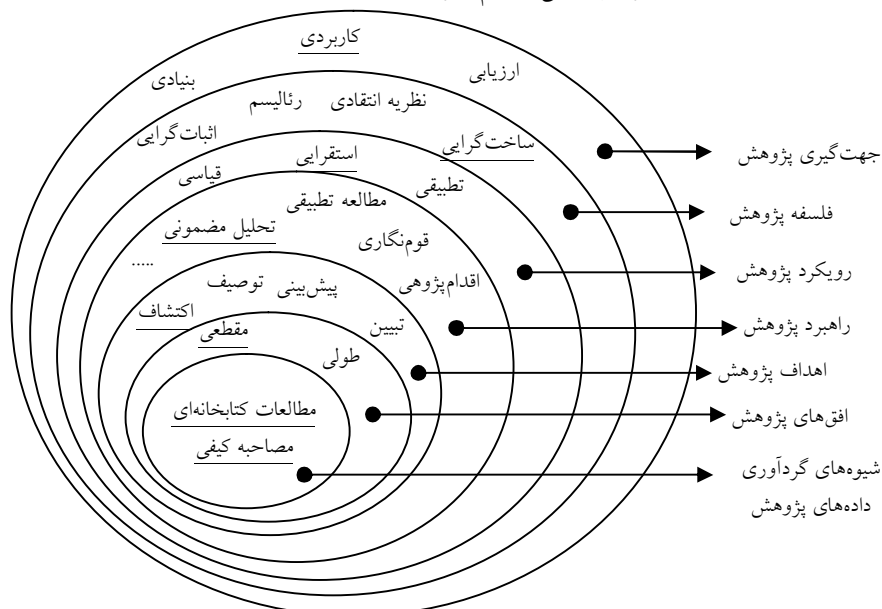 کاربردی
ارزیابی
بنیادی
نظریه انتقادی
رئالیسم
اثبات‌گرایی
ساخت‌گرایی
استقرایی
قیاسی
تطبیقی
مطالعه تطبیقی
تحلیل مضمونی
قوم‌نگاری
.....
اقدام‌پژوهی
پیش‌بینی
توصیف
اکتشاف
تبیین
مقطعی
طولی
مطالعات کتابخانه‌ای
مصاحبه کیفی
جهت‌گیری پژوهش
فلسفه پژوهش
رویکرد پژوهش
راهبرد پژوهش
اهداف پژوهش
افق‌های پژوهش
شیوه‌های گردآوری
داده‌های پژوهش